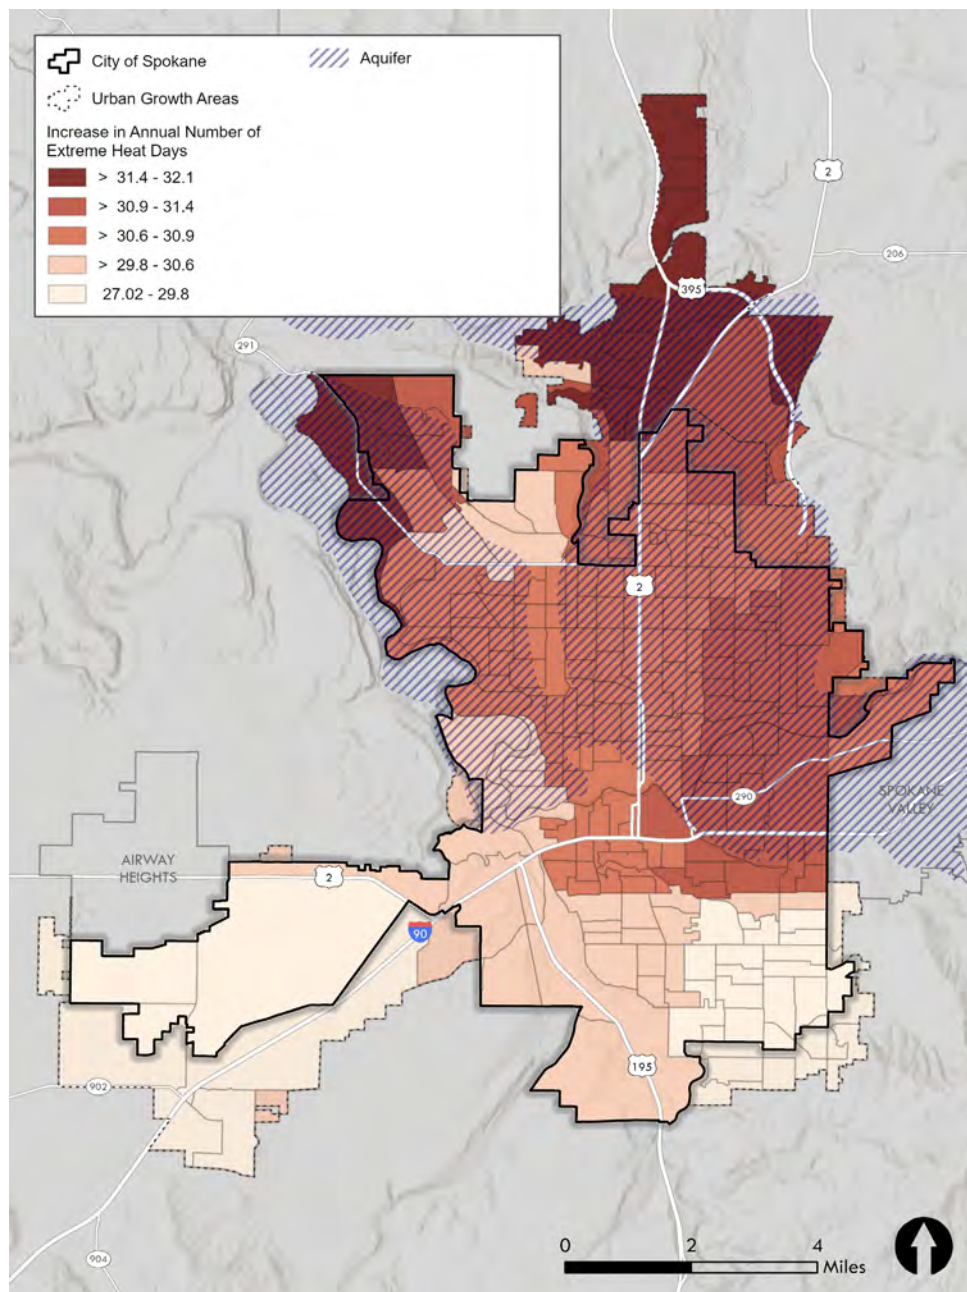 City of Spokane
Aquifer
Urban Growth Areas
Increase in Annual Number of
Extreme Heat Days
> 31.4 - 32.1
> 30.9 - 31.4
> 30.6 - 30.9
> 29.8 - 30.6
27.02 - 29.8
2
206
395
291
2
290
SPOKANE
VALLEY
AIRWAY
HEIGHTS
2
90
195
902
904
0 2 4
Miles